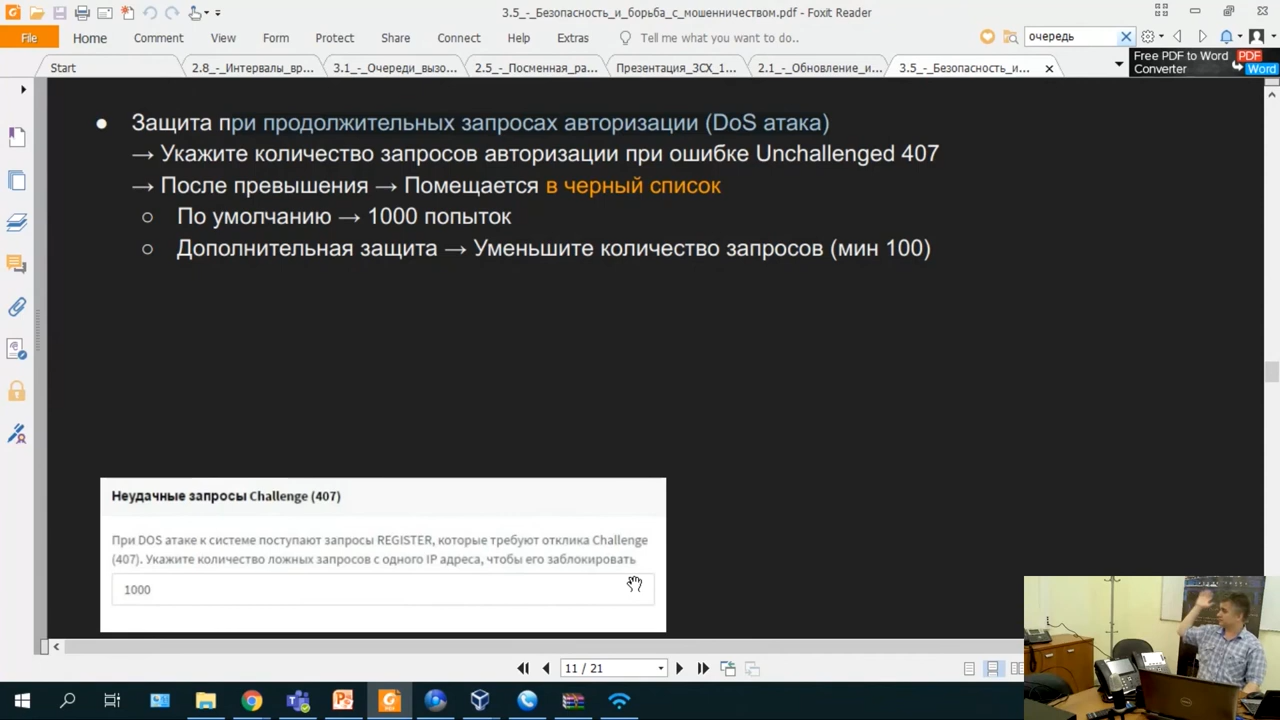 3.5_-_Безопасность_и_борьба_с_мошенничеством.pdf - Foxit Reader
File Home Comment View Form Protect Share Connect Help Extras Tell me what you want to do.. очередь
Start 2.8_-_Интервалы_вр... 3.1_-_Очереди_вызо... 2.5_-_Посменная_ра... Презентация_3CX_1... 2.1_-_Обновление_и... 3.5_-_Безопасность_и...
Free PDF to Word Converter PDF Word
● Защита при продолжительных запросах авторизации (DoS атака)
→ Укажите количество запросов авторизации при ошибке Unchallenged 407
→ После превышения → Помещается в черный список
○ По умолчанию → 1000 попыток
○ Дополнительная защита → Уменьшите количество запросов (мин 100)
Неудачные запросы Challenge (407)
При DOS атаке к системе поступают запросы REGISTER, которые требуют отклика Challenge
(407). Укажите количество ложных запросов с одного IP адреса, чтобы его заблокировать
1000
11 / 21